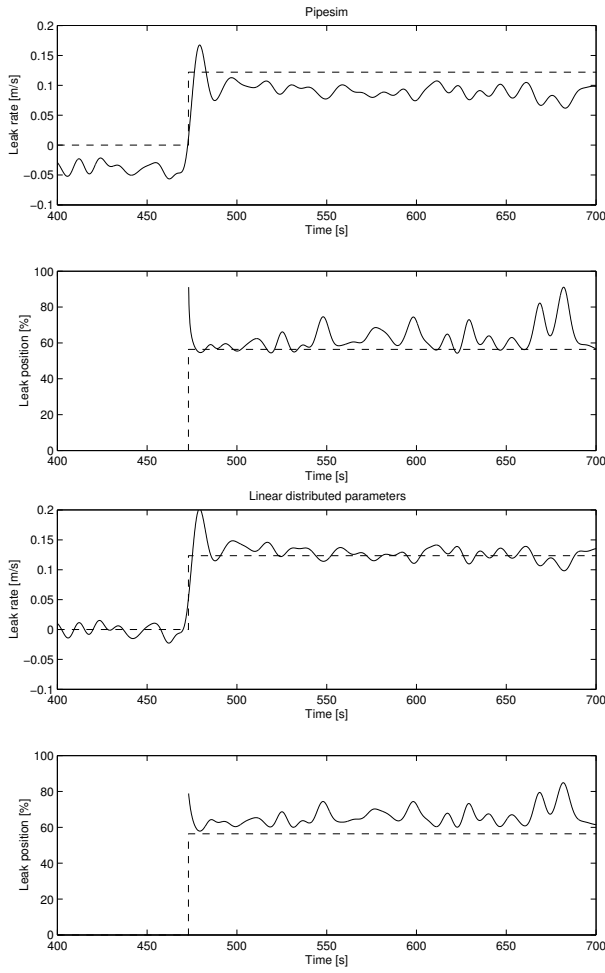 Pipesim
0.2
0.15
0.1
0.05
0
−0.05
−0.1
Leak rate [m/s]
400 450 500 550 600 650 700
Time [s]
100
80
60
40
20
0
Leak position [%]
400 450 500 550 600 650 700
Time [s]
Linear distributed parameters
0.2
0.15
0.1
0.05
0
−0.05
−0.1
Leak rate [m/s]
400 450 500 550 600 650 700
Time [s]
100
80
60
40
20
0
Leak position [%]
400 450 500 550 600 650 700
Time [s]